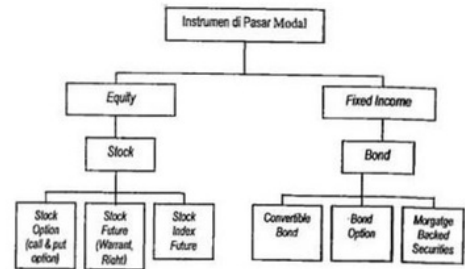 Instrumen di Pasar Modal
Equity
Fixed Income
Stock
Bond
Stock
Option
(call & put
option)
Stock
Future
(Warrant,
Right)
Stock
Index
Future
Convertible
Bond
Bond
Option
Morgatge
Backed
Securities